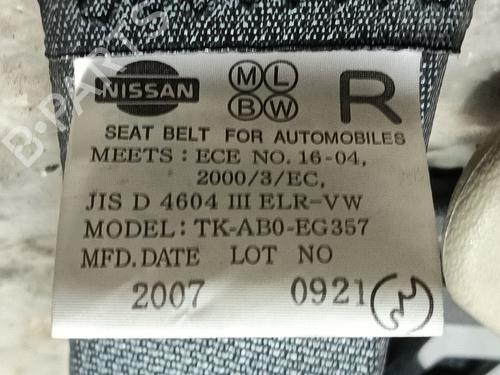 NISSAN
M L
B W
R
SEAT BELT FOR AUTOMOBILES
MEETS : ECE NO. 16-04,
2000/3/EC,
JIS D 4604 III ELR-VW
MODEL: TK-AB0-EG357
MFD.DATE LOT NO
2007 0921
B-PARTS